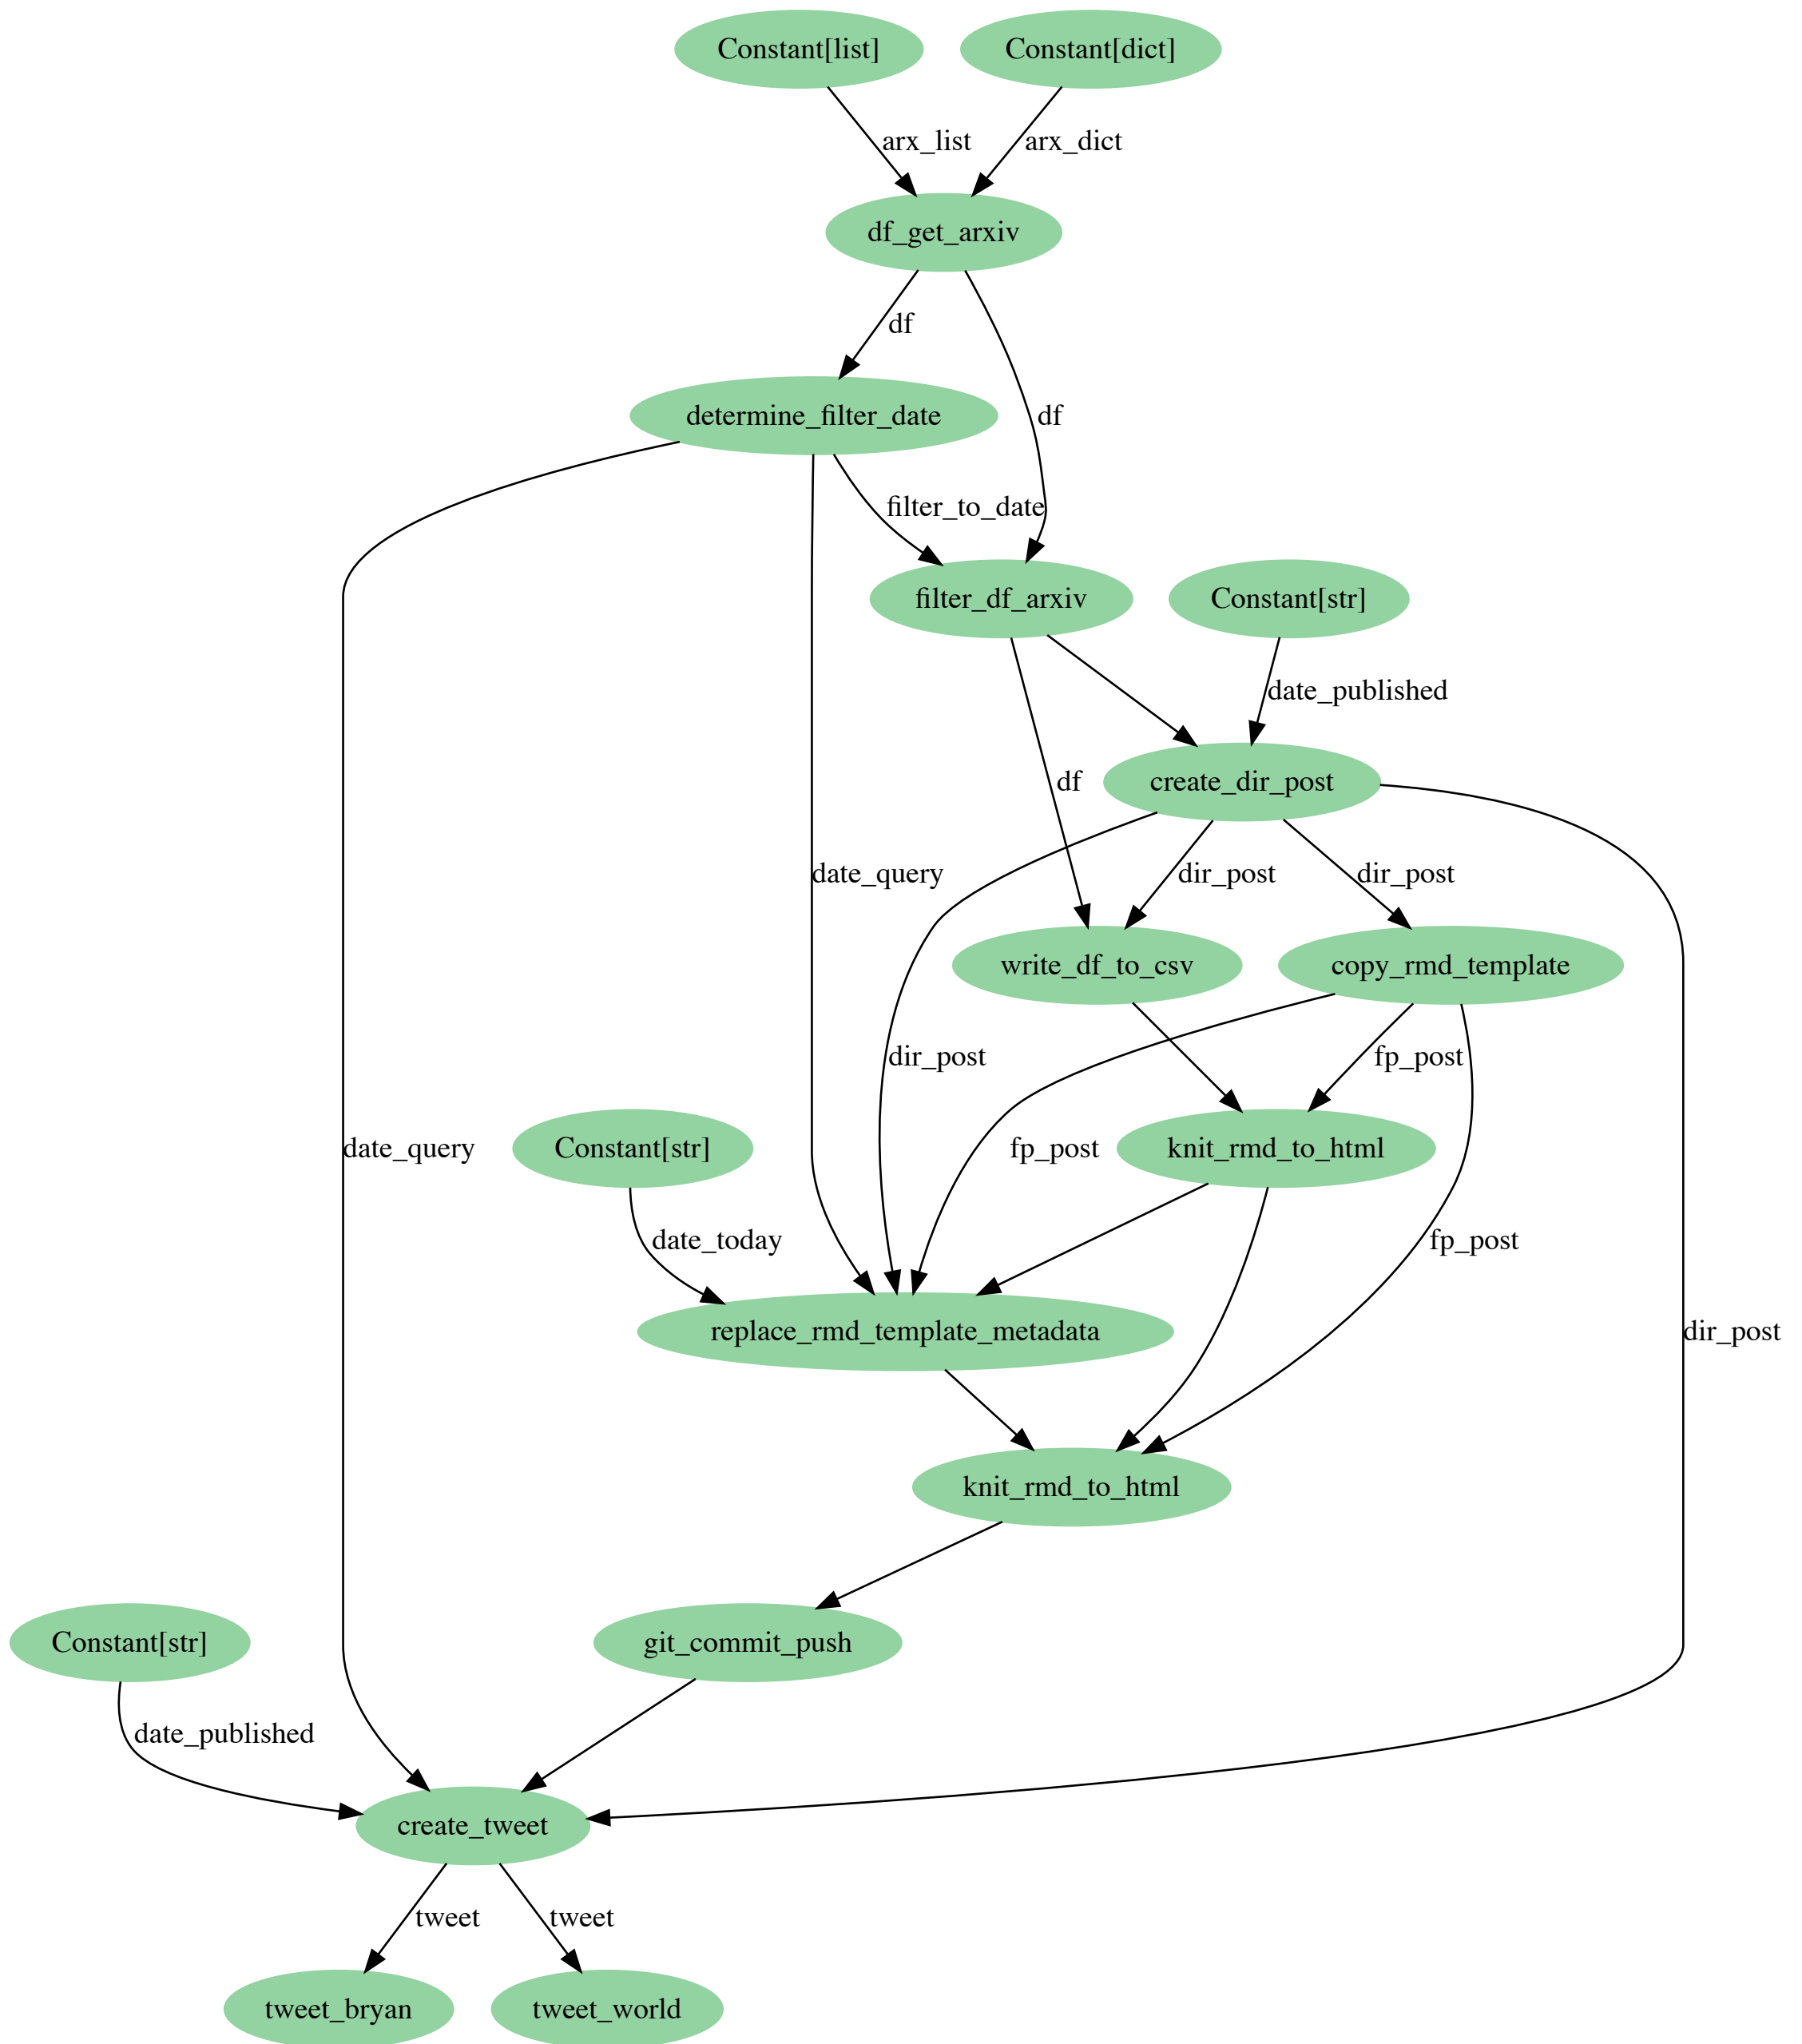 Constant[list]
Constant[dict]
arx_list
arx_dict
df_get_arxiv
df
determine_filter_date
df
filter_to_date
filter_df_arxiv
Constant[str]
date_published
create_dir_post
df
date_query
dir_post
dir_post
write_df_to_csv
copy_rmd_template
dir_post
fp_post
date_query
Constant[str]
fp_post
knit_rmd_to_html
date_today
fp_post
replace_rmd_template_metadata
dir_post
knit_rmd_to_html
Constant[str]
git_commit_push
date_published
create_tweet
tweet
tweet
tweet_bryan
tweet_world